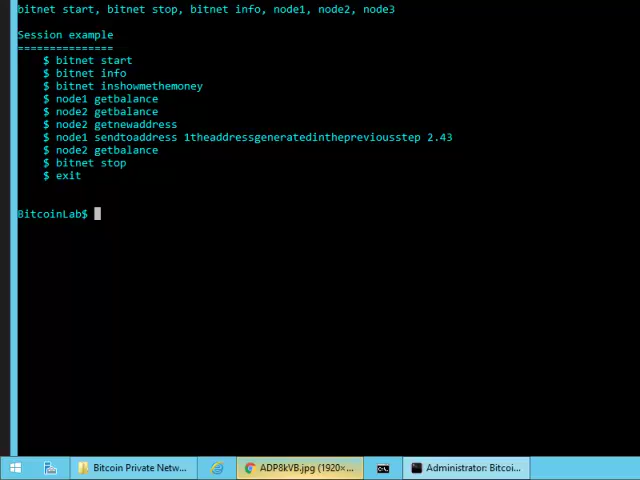 bitnet start, bitnet stop, bitnet info, node1, node2, node3
Session example
===============
$ bitnet start
$ bitnet info
$ bitnet inshowmethemoney
$ node1 getbalance
$ node2 getbalance
$ node2 getnewaddress
$ node1 sendtoaddress 1theaddressgeneratedinthepreviousstep 2.43
$ node2 getbalance
$ bitnet stop
$ exit
BitcoinLab$
Bitcoin Private Netw... ADP8kVB.jpg (1920×... Administrator: Bitcoi...